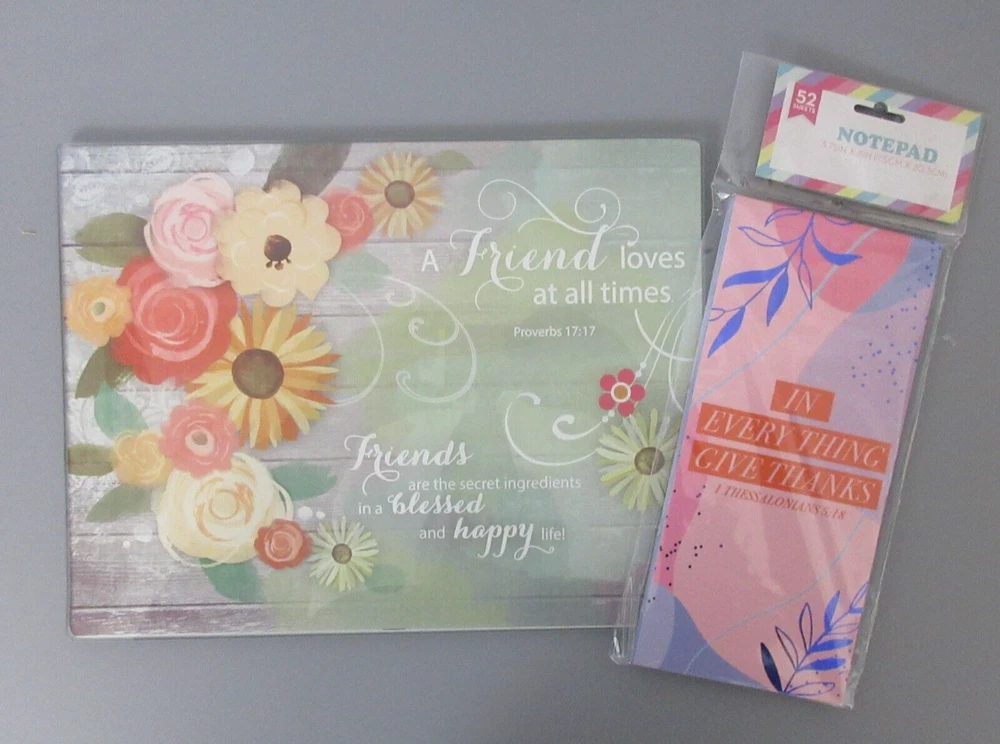 A Friend loves
at all times
Proverbs 17:17
Friends
are the secret ingredients
in a blessed
and happy life!
52
SHEETS
NOTEPAD
IN
EVERY THING
GIVE THANKS
1 THESSALONIANS 5:18